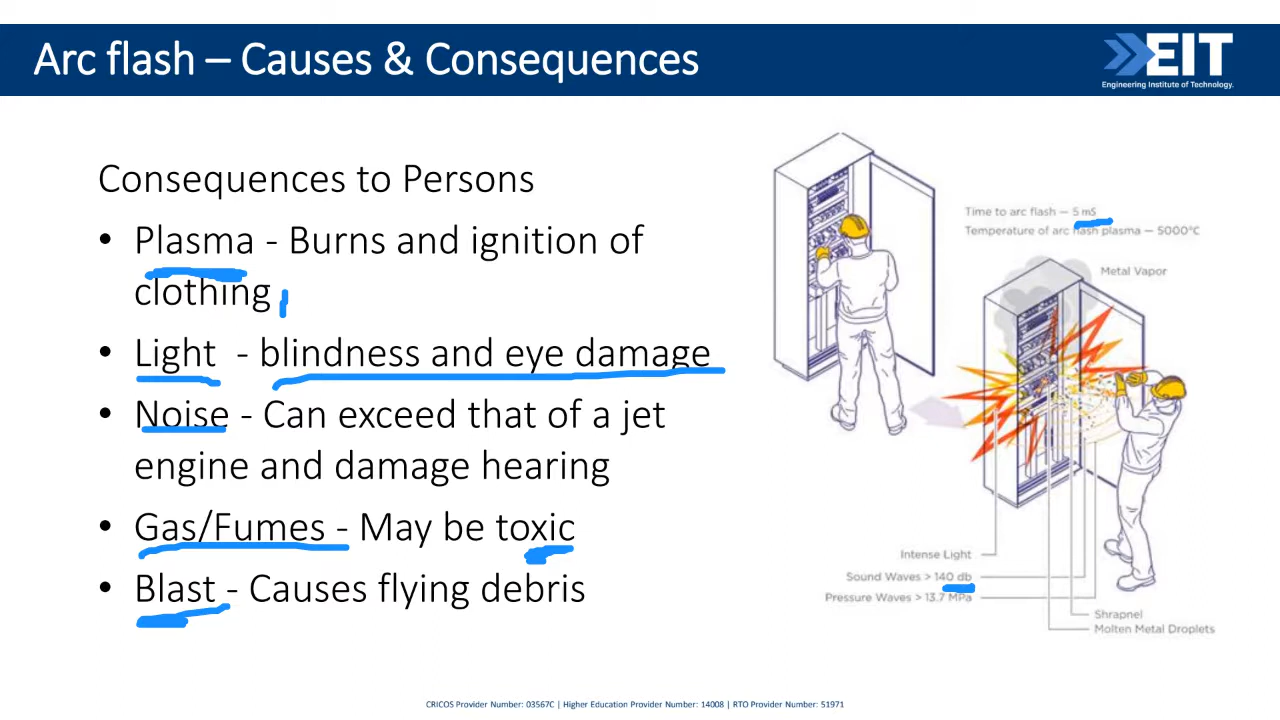 Arc flash – Causes & Consequences
EIT
Engineering Institute of Technology.
Consequences to Persons
• Plasma - Burns and ignition of
clothing
• Light - blindness and eye damage
• Noise - Can exceed that of a jet
engine and damage hearing
• Gas/Fumes - May be toxic
• Blast - Causes flying debris
Time to arc flash – 5 mS
Temperature of arc flash plasma – 5000°C
Metal Vapor
Intense Light
Sound Waves > 140 db
Pressure Waves > 13.7 MPa
Shrapnel
Molten Metal Droplets
CRICOS Provider Number: 03567C | Higher Education Provider Number: 14008 | RTO Provider Number: 51971